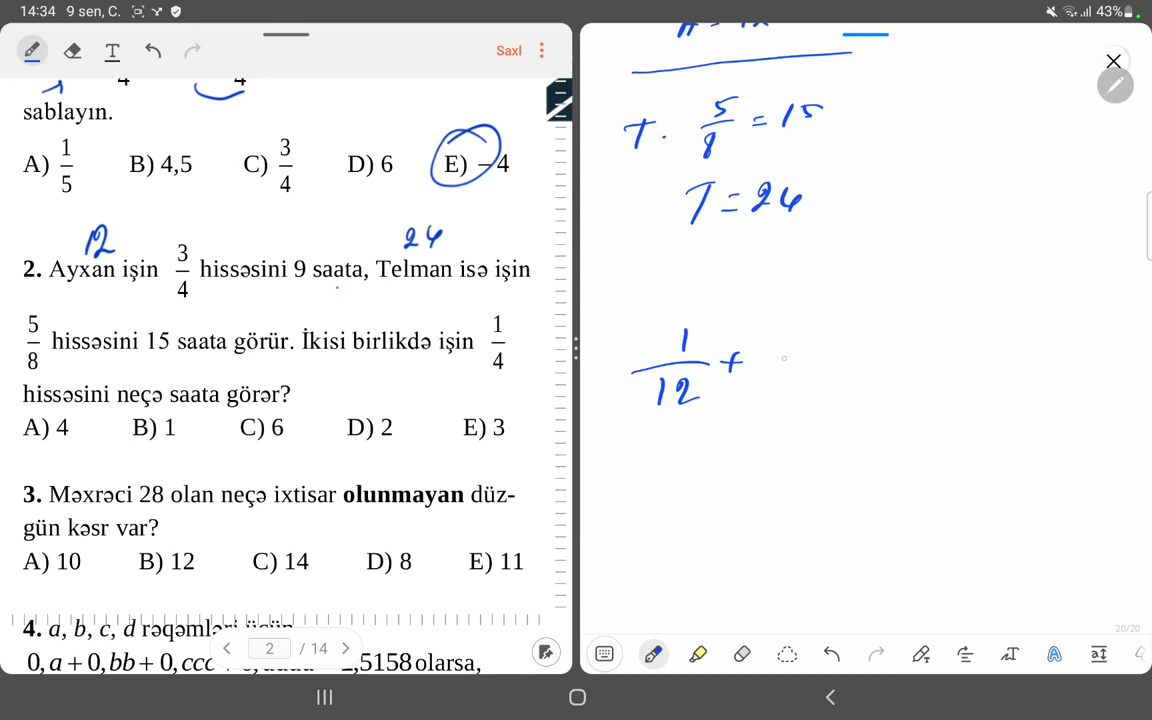 14:34 9 sen, C. 43%
Saxl
sablayın.
A) 1/5 B) 4,5 C) 3/4 D) 6 E) −4
12 24
2. Ayxan işin 3/4 hissəsini 9 saata, Telman isə işin
5/8 hissəsini 15 saata görür. İkisi birlikdə işin 1/4
hissəsini neçə saata görər?
A) 4 B) 1 C) 6 D) 2 E) 3
3. Məxrəci 28 olan neçə ixtisar olunmayan düz-
gün kəsr var?
A) 10 B) 12 C) 14 D) 8 E) 11
4. a, b, c, d rəqəmləri
0,a+0,bb+0,ccc 5158 olarsa,
2 / 14
T. 5/8 = 15
T = 24
1/12 +
20/20